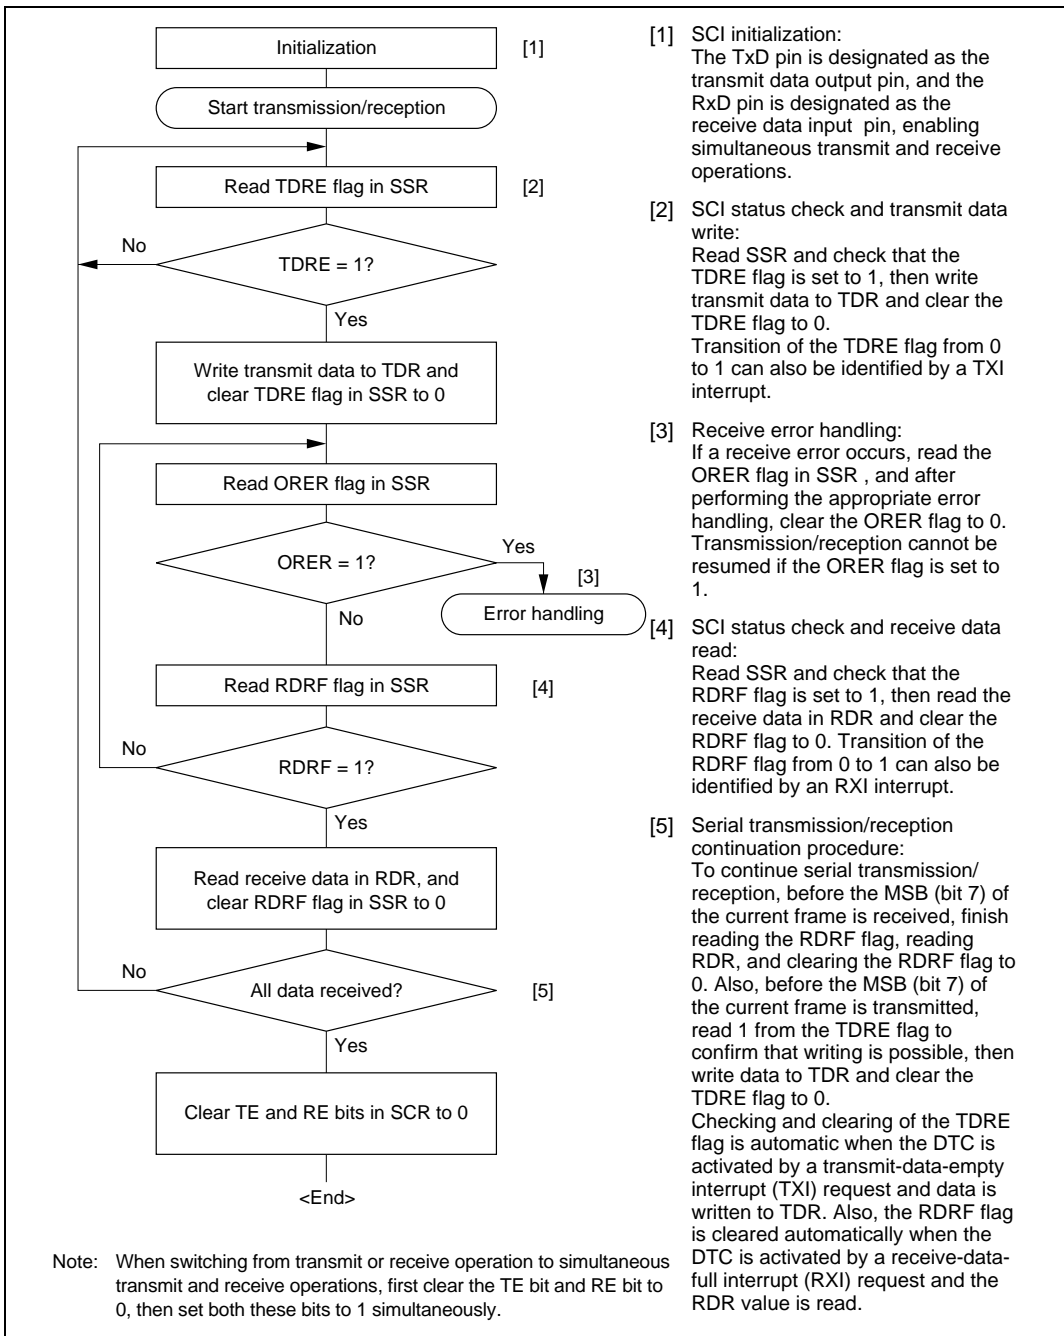 Initialization [1]
Start transmission/reception
Read TDRE flag in SSR [2]
No
TDRE = 1?
Yes
Write transmit data to TDR and
clear TDRE flag in SSR to 0
Read ORER flag in SSR
Yes
ORER = 1?
[3]
No
Error handling
Read RDRF flag in SSR [4]
No
RDRF = 1?
Yes
Read receive data in RDR, and
clear RDRF flag in SSR to 0
No
All data received? [5]
Yes
Clear TE and RE bits in SCR to 0
<End>
[1] SCI initialization:
The TxD pin is designated as the
transmit data output pin, and the
RxD pin is designated as the
receive data input pin, enabling
simultaneous transmit and receive
operations.
[2] SCI status check and transmit data
write:
Read SSR and check that the
TDRE flag is set to 1, then write
transmit data to TDR and clear the
TDRE flag to 0.
Transition of the TDRE flag from 0
to 1 can also be identified by a TXI
interrupt.
[3] Receive error handling:
If a receive error occurs, read the
ORER flag in SSR , and after
performing the appropriate error
handling, clear the ORER flag to 0.
Transmission/reception cannot be
resumed if the ORER flag is set to
1.
[4] SCI status check and receive data
read:
Read SSR and check that the
RDRF flag is set to 1, then read the
receive data in RDR and clear the
RDRF flag to 0. Transition of the
RDRF flag from 0 to 1 can also be
identified by an RXI interrupt.
[5] Serial transmission/reception
continuation procedure:
To continue serial transmission/
reception, before the MSB (bit 7) of
the current frame is received, finish
reading the RDRF flag, reading
RDR, and clearing the RDRF flag to
0. Also, before the MSB (bit 7) of
the current frame is transmitted,
read 1 from the TDRE flag to
confirm that writing is possible, then
write data to TDR and clear the
TDRE flag to 0.
Checking and clearing of the TDRE
flag is automatic when the DTC is
activated by a transmit-data-empty
interrupt (TXI) request and data is
written to TDR. Also, the RDRF flag
is cleared automatically when the
DTC is activated by a receive-data-
full interrupt (RXI) request and the
RDR value is read.
Note: When switching from transmit or receive operation to simultaneous
transmit and receive operations, first clear the TE bit and RE bit to
0, then set both these bits to 1 simultaneously.